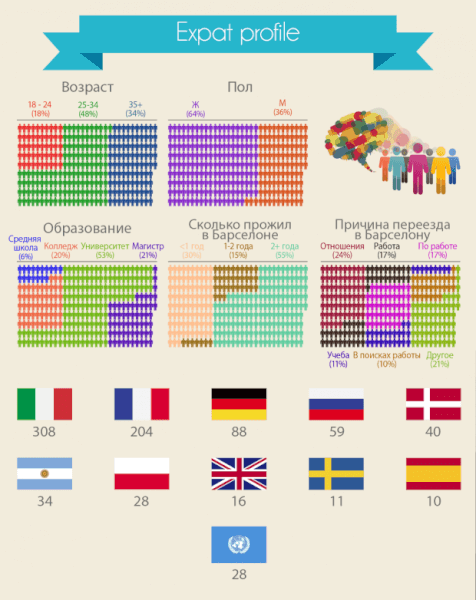 Expat profile
Возраст
Пол
18 - 24
(18%)
25-34
(48%)
35+
(34%)
Ж
(64%)
М
(36%)
Образование
Сколько прожил
в Барселоне
Причина переезда
в Барселону
Средняя
школа
(6%)
Колледж
(20%)
Университет
(53%)
Магистр
(21%)
<1 год
(30%)
1-2 года
(15%)
2+ года
(55%)
Отношения
(24%)
Работа
(17%)
По работе
(17%)
Учеба
(11%)
В поисках работы
(10%)
Другое
(21%)
308
204
88
59
40
34
28
16
11
10
28